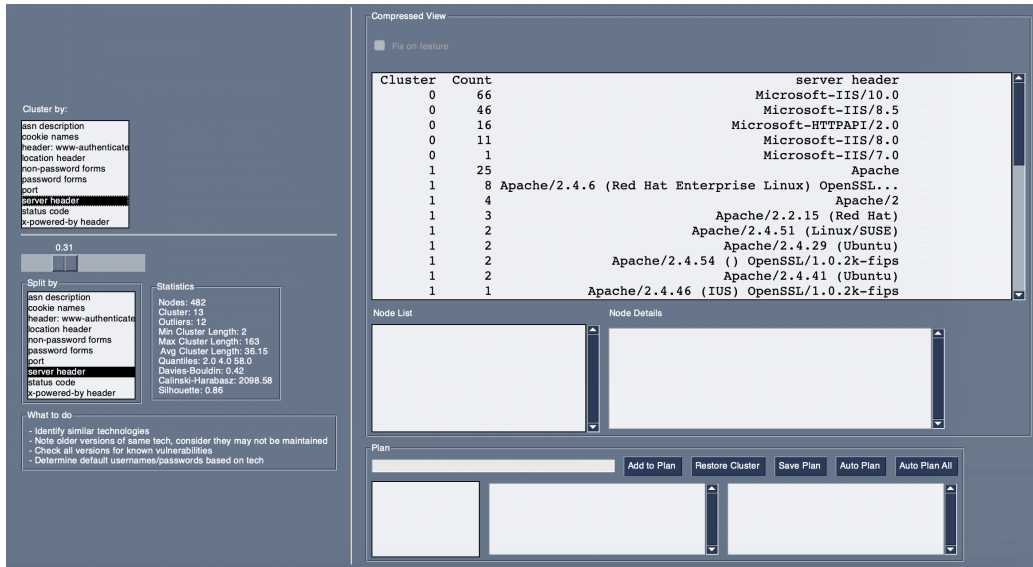 Cluster by:
asn description
cookie names
header: www-authenticate
location header
non-password forms
password forms
port
server header
status code
x-powered-by header
0.31
Split by
asn description
cookie names
header: www-authenticate
location header
non-password forms
password forms
port
server header
status code
x-powered-by header
Statistics
Nodes: 482
Cluster: 13
Outliers: 12
Min Cluster Length: 2
Max Cluster Length: 163
Avg Cluster Length: 36.15
Quantiles: 2.0 4.0 58.0
Davies-Bouldin: 0.42
Calinski-Harabasz: 2098.58
Silhouette: 0.86
What to do
- Identify similar technologies
- Note older versions of same tech, consider they may not be maintained
- Check all versions for known vulnerabilities
- Determine default usernames/passwords based on tech
Compressed View
Fix on feature
Cluster Count server header
0 66 Microsoft-IIS/10.0
0 46 Microsoft-IIS/8.5
0 16 Microsoft-HTTPAPI/2.0
0 11 Microsoft-IIS/8.0
0 1 Microsoft-IIS/7.0
1 25 Apache
1 8 Apache/2.4.6 (Red Hat Enterprise Linux) OpenSSL...
1 4 Apache/2
1 3 Apache/2.2.15 (Red Hat)
1 2 Apache/2.4.51 (Linux/SUSE)
1 2 Apache/2.4.29 (Ubuntu)
1 2 Apache/2.4.54 () OpenSSL/1.0.2k-fips
1 2 Apache/2.4.41 (Ubuntu)
1 1 Apache/2.4.46 (IUS) OpenSSL/1.0.2k-fips
Node List
Node Details
Plan
Add to Plan Restore Cluster Save Plan Auto Plan Auto Plan All